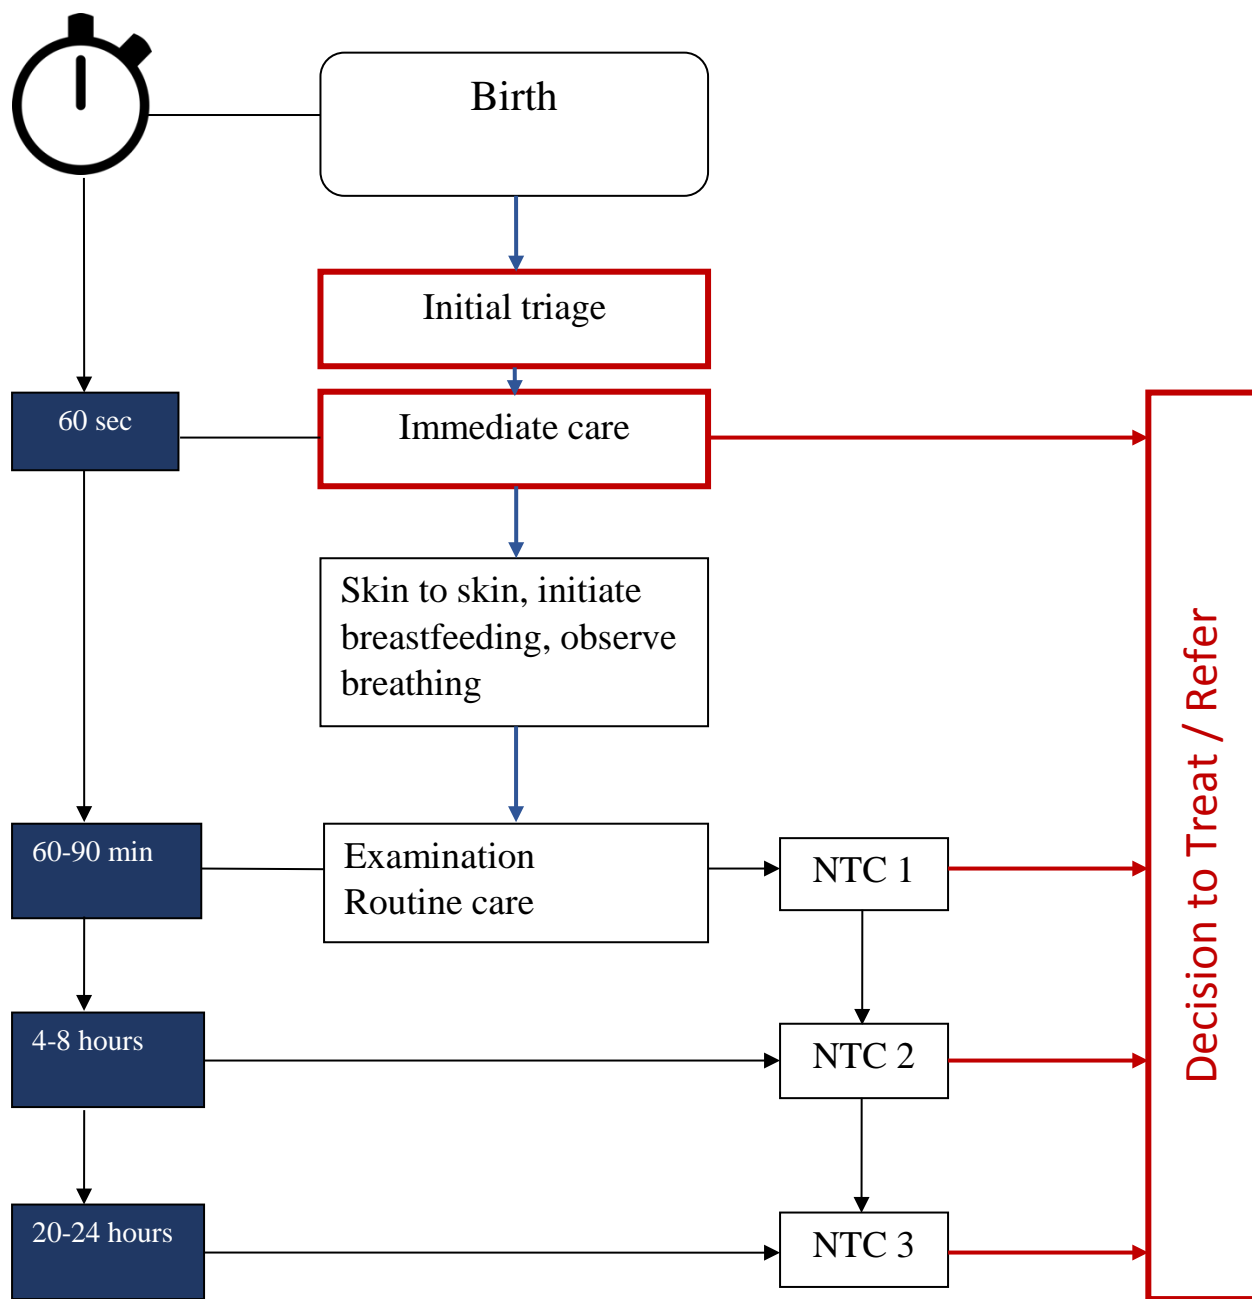 Birth
Initial triage
60 sec
Immediate care
Skin to skin, initiate
breastfeeding, observe
breathing
60-90 min
Examination
Routine care
NTC 1
4-8 hours
NTC 2
20-24 hours
NTC 3
Decision to Treat / Refer